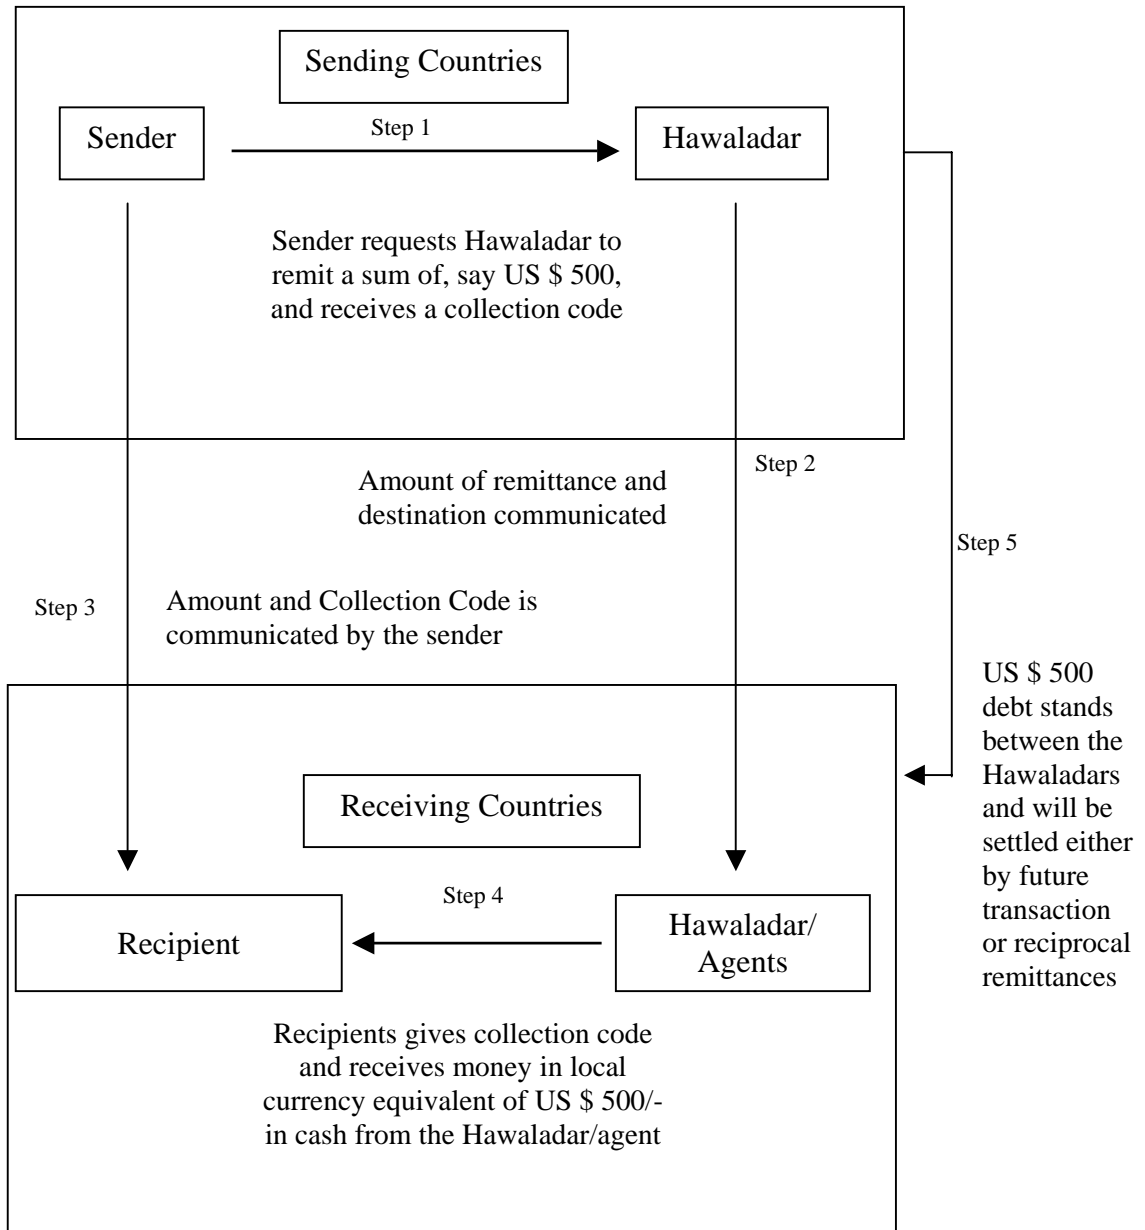 Sending Countries
Sender
Step 1
Hawaladar
Sender requests Hawaladar to
remit a sum of, say US $ 500,
and receives a collection code
Step 2
Amount of remittance and
destination communicated
Step 5
Step 3
Amount and Collection Code is
communicated by the sender
US $ 500
debt stands
between the
Hawaladars
and will be
settled either
by future
transaction
or reciprocal
remittances
Receiving Countries
Step 4
Recipient
Hawaladar/
Agents
Recipients gives collection code
and receives money in local
currency equivalent of US $ 500/-
in cash from the Hawaladar/agent